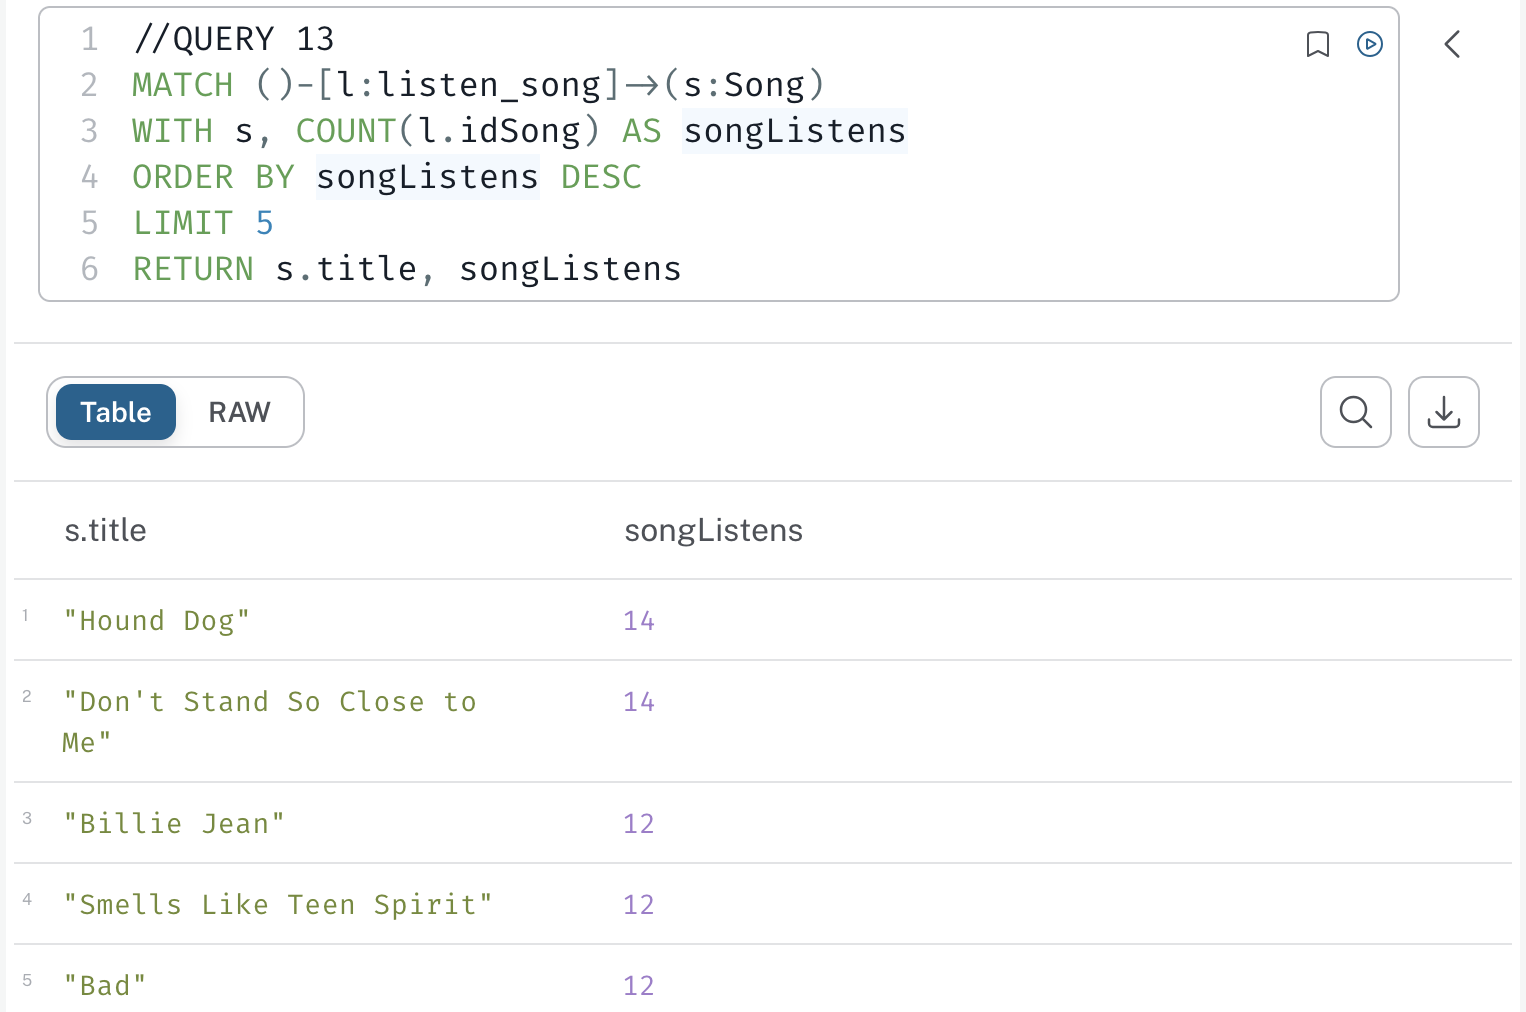 1 //QUERY 13
2 MATCH ()-[l:listen_song]->(s:Song)
3 WITH s, COUNT(l.idSong) AS songListens
4 ORDER BY songListens DESC
5 LIMIT 5
6 RETURN s.title, songListens
Table RAW
s.title songListens
1 "Hound Dog" 14
2 "Don't Stand So Close to 14
Me"
3 "Billie Jean" 12
4 "Smells Like Teen Spirit" 12
5 "Bad" 12